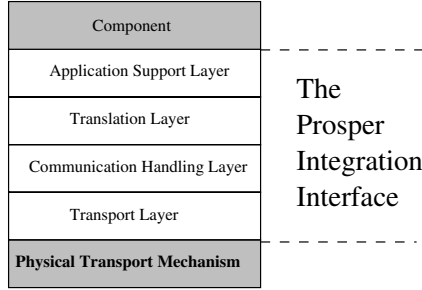 Component
Application Support Layer
Translation Layer
Communication Handling Layer
Transport Layer
Physical Transport Mechanism
The
Prosper
Integration
Interface